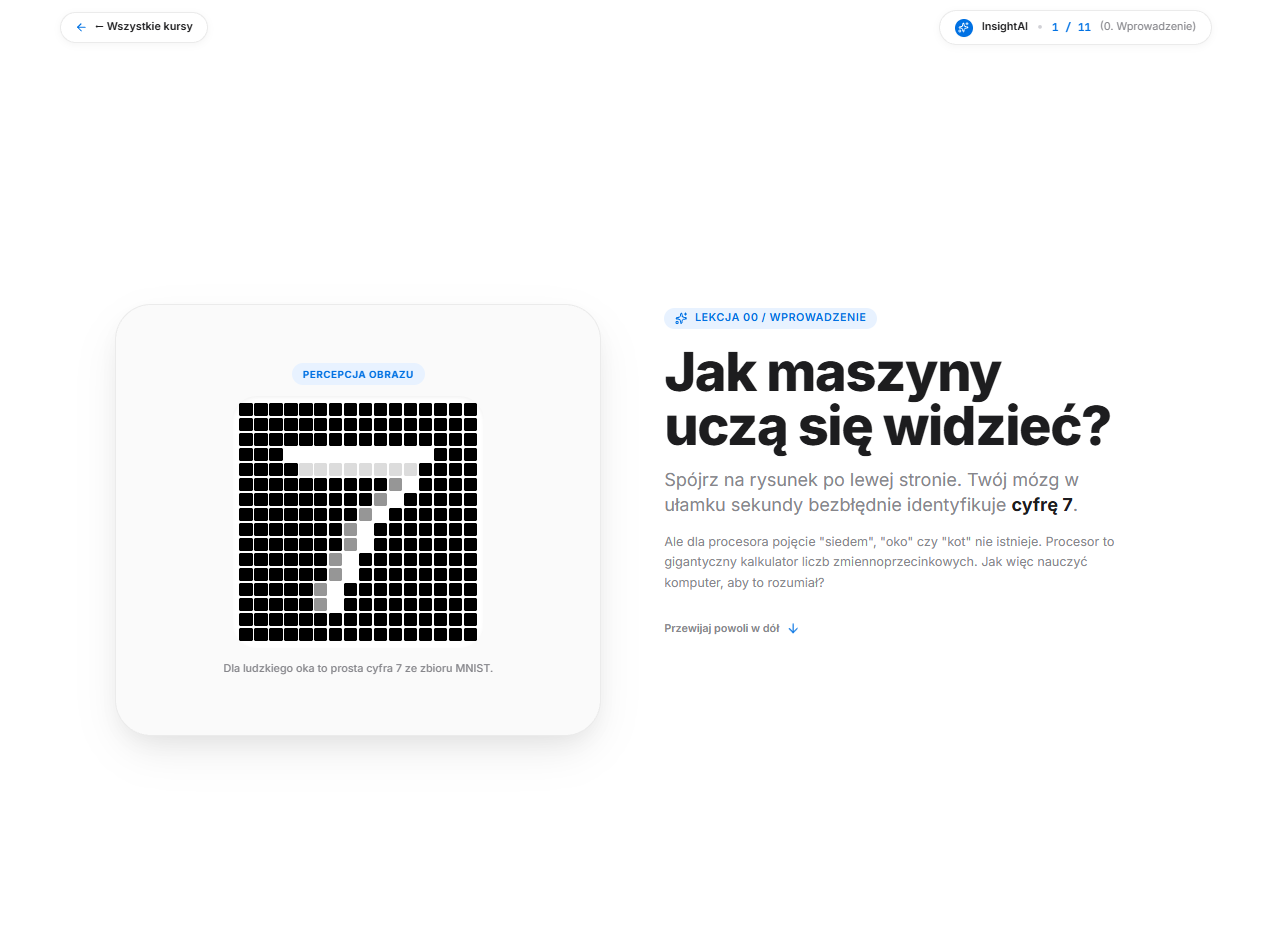 ← Wszystkie kursy
InsightAI • 1 / 11 (0. Wprowadzenie)
PERCEPCJA OBRAZU
Dla ludzkiego oka to prosta cyfra 7 ze zbioru MNIST.
LEKCJA 00 / WPROWADZENIE
Jak maszyny
uczą się widzieć?
Spójrz na rysunek po lewej stronie. Twój mózg w
ułamku sekundy bezbłędnie identyfikuje cyfrę 7.
Ale dla procesora pojęcie "siedem", "oko" czy "kot" nie istnieje. Procesor to
gigantyczny kalkulator liczb zmiennoprzecinkowych. Jak więc nauczyć
komputer, aby to rozumiał?
Przewijaj powoli w dół ↓